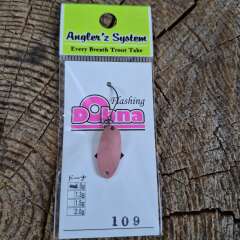 Angler'z System
Every Breath Trout Take
Flashing
Dohna
ドーナ
109